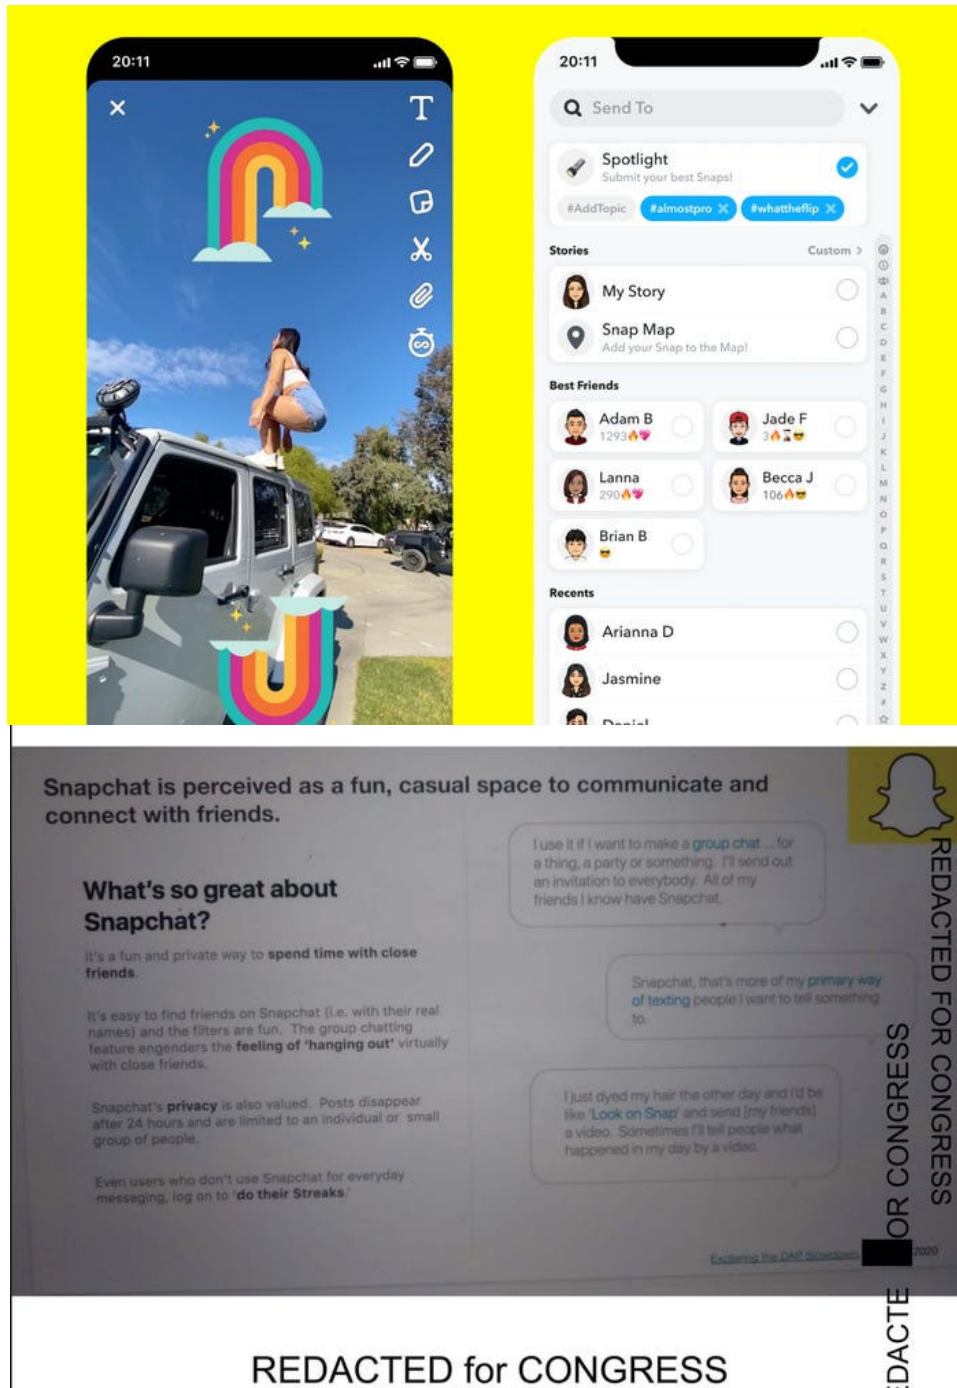 20:11
20:11
Send To
Spotlight
Submit your best Snaps!
#AddTopic #almostpro #whattheflip
Stories Custom >
My Story
Snap Map
Add your Snap to the Map!
Best Friends
Adam B
1293🔥💖
Jade F
3🔥⌛😎
Lanna
290🔥💖
Becca J
106🔥😎
Brian B
😎
Recents
Arianna D
Jasmine
A
B
C
D
E
F
G
H
I
J
K
L
M
N
O
P
Q
R
S
T
U
V
W
X
Y
Z
#
Snapchat is perceived as a fun, casual space to communicate and
connect with friends.
What's so great about
Snapchat?
It's a fun and private way to spend time with close
friends.
It's easy to find friends on Snapchat (i.e. with their real
names) and the filters are fun. The group chatting
feature engenders the feeling of 'hanging out' virtually
with close friends.
Snapchat's privacy is also valued. Posts disappear
after 24 hours and are limited to an individual or small
group of people.
Even users who don't use Snapchat for everyday
messaging, log on to 'do their Streaks.'
I use it if I want to make a group chat ... for
a thing, a party or something. I'll send out
an invitation to everybody. All of my
friends I know have Snapchat.
Snapchat, that's more of my primary way
of texting people I want to tell something
to.
I just dyed my hair the other day and i'd be
like 'Look on Snap' and send [my friends]
a video. Sometimes I'll tell people what
happened in my day by a video.
Exploring the DAP Slowdown 2020
REDACTED FOR CONGRESS
REDACTE OR CONGRESS
REDACTED for CONGRESS